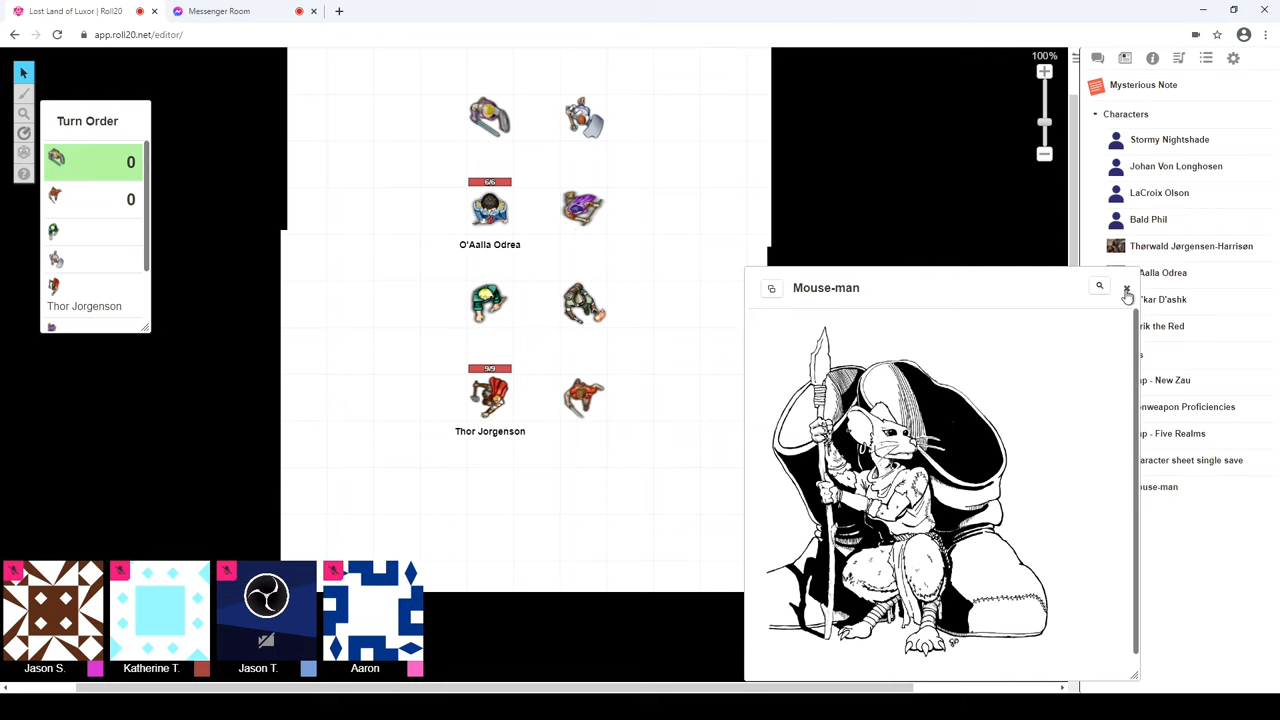 Lost Land of Luxor | Roll20
Messenger Room
app.roll20.net/editor/
100%
Turn Order
0
0
Thor Jorgenson
6/6
O'Aalla Odrea
9/9
Thor Jorgenson
Mysterious Note
Characters
Stormy Nightshade
Johan Von Longhosen
LaCroix Olson
Bald Phil
Thørwald Jørgensen-Harrisøn
Aalla Odrea
'kar D'ashk
rik the Red
s
ap - New Zau
onweapon Proficiencies
ap - Five Realms
aracter sheet single save
ouse-man
Mouse-man
Jason S.
Katherine T.
Jason T.
Aaron